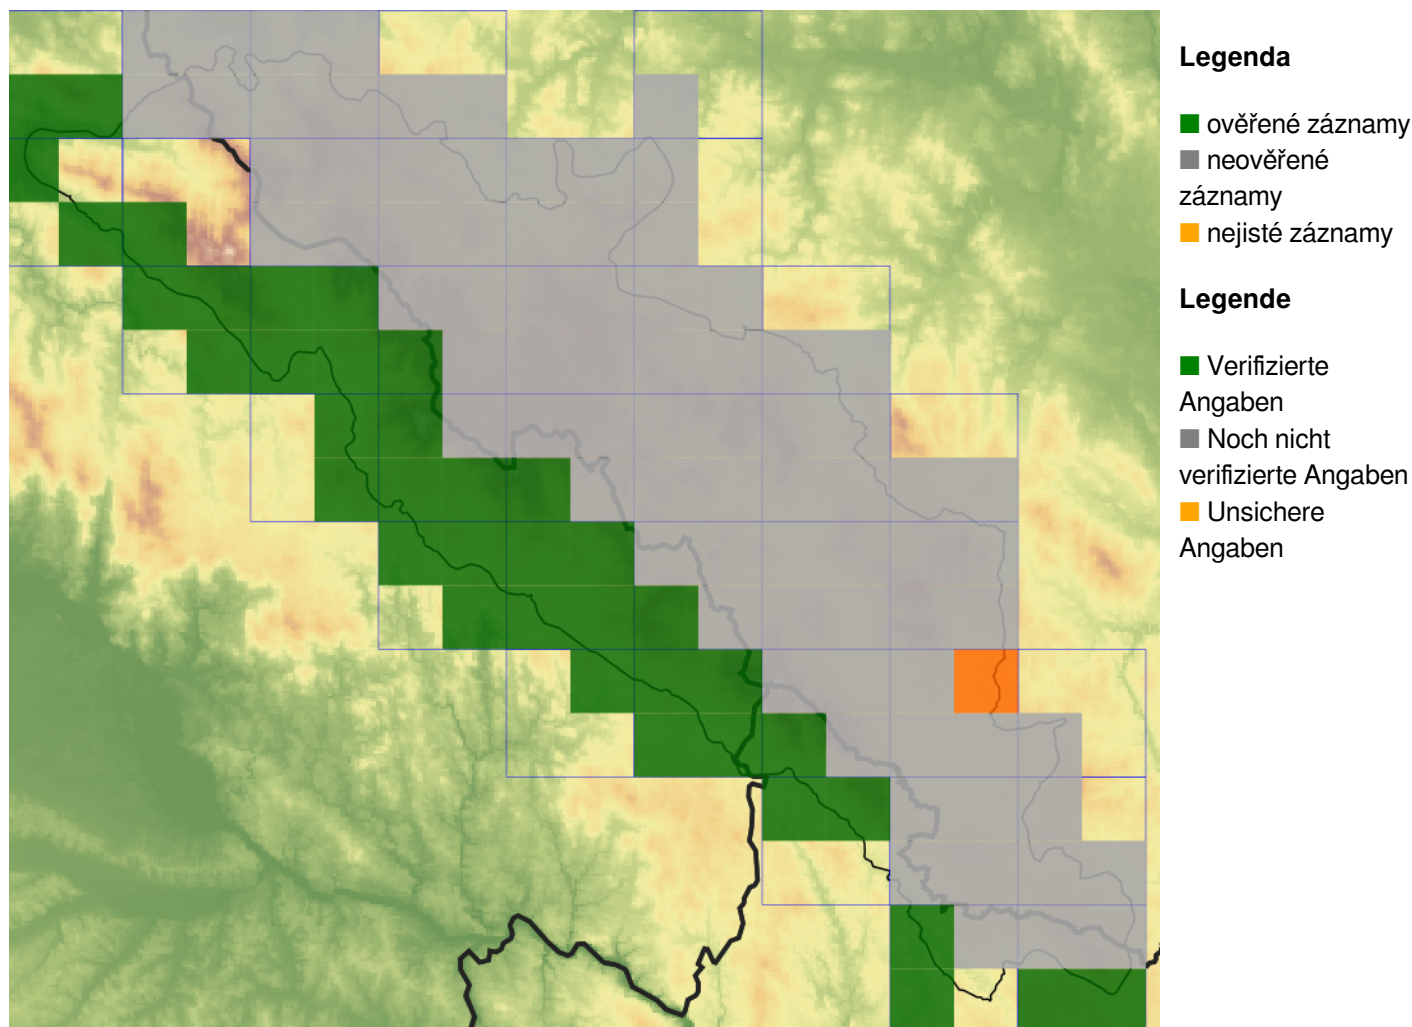 Legenda
ověřené záznamy
neověřené
záznamy
nejisté záznamy
Legende
Verifizierte
Angaben
Noch nicht
verifizierte Angaben
Unsichere
Angaben